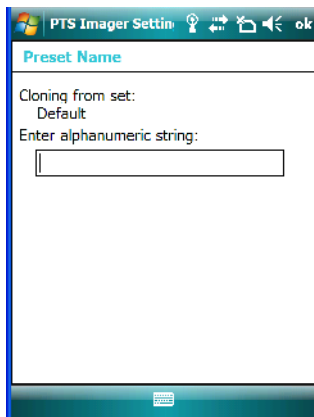 PTS Imager Settin
ok
Preset Name
Cloning from set:
Default
Enter alphanumeric string: